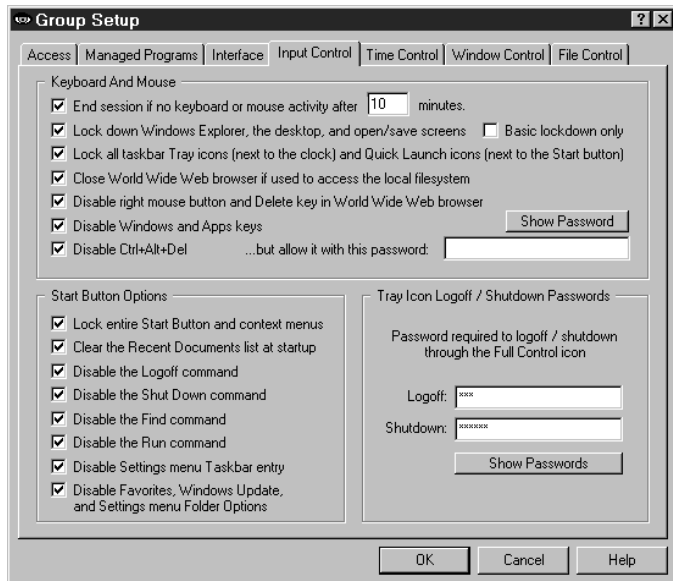 Group Setup
Access Managed Programs Interface Input Control Time Control Window Control File Control
Keyboard And Mouse
End session if no keyboard or mouse activity after 10 minutes.
Lock down Windows Explorer, the desktop, and open/save screens Basic lockdown only
Lock all taskbar Tray icons (next to the clock) and Quick Launch icons (next to the Start button)
Close World Wide Web browser if used to access the local filesystem
Disable right mouse button and Delete key in World Wide Web browser
Disable Windows and Apps keys Show Password
Disable Ctrl+Alt+Del ...but allow it with this password:
Start Button Options
Lock entire Start Button and context menus
Clear the Recent Documents list at startup
Disable the Logoff command
Disable the Shut Down command
Disable the Find command
Disable the Run command
Disable Settings menu Taskbar entry
Disable Favorites, Windows Update,
and Settings menu Folder Options
Tray Icon Logoff / Shutdown Passwords
Password required to logoff / shutdown
through the Full Control icon
Logoff: ***
Shutdown: ******
Show Passwords
OK Cancel Help